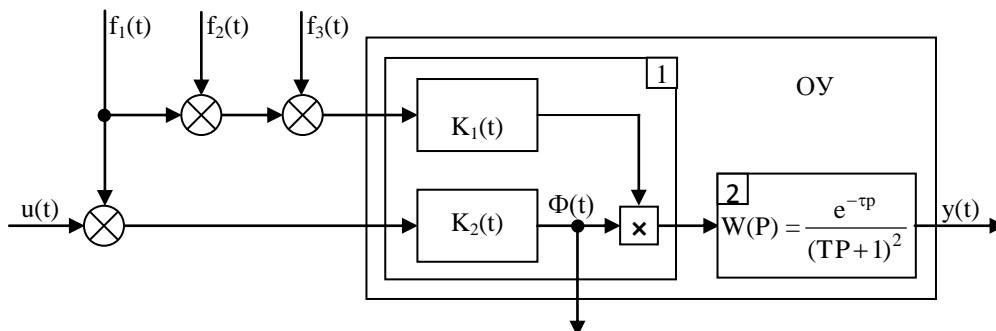 f₁(t)
f₂(t)
f₃(t)
1
ОУ
K₁(t)
u(t)
K₂(t)
Φ(t)
×
2
W(P) = e^{−τp} / (TP+1)²
y(t)